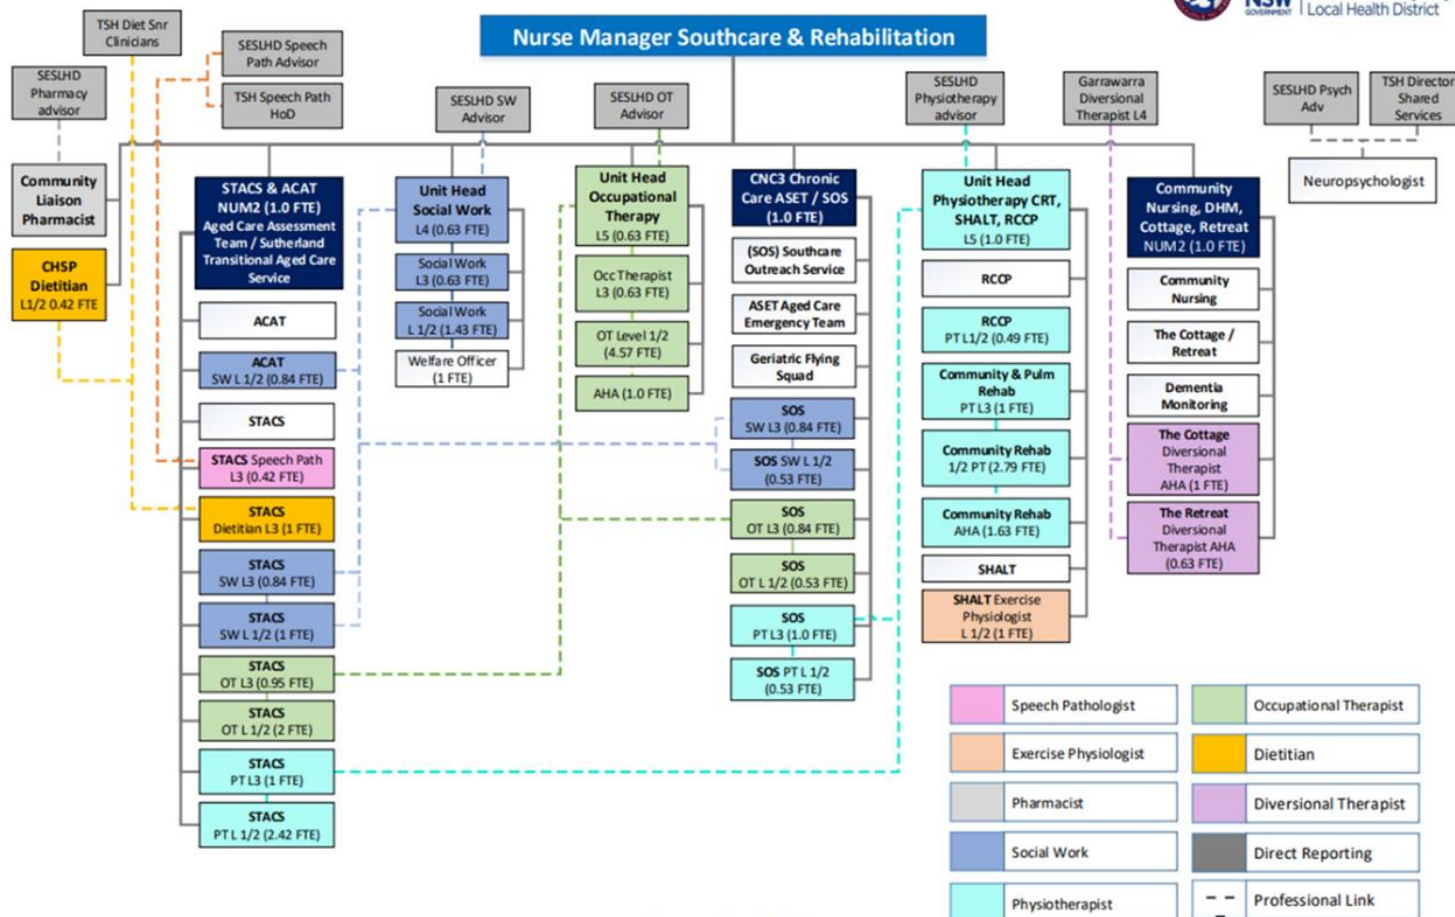 NSW
GOVERNMENT
Local Health District
Nurse Manager Southcare & Rehabilitation
TSH Diet Snr
Clinicians
SESLHD Speech
Path Advisor
TSH Speech Path
HoD
SESLHD
Pharmacy
advisor
SESLHD SW
Advisor
SESLHD OT
Advisor
SESLHD
Physiotherapy
advisor
Garrawarra
Diversional
Therapist L4
SESLHD Psych
Adv
TSH Director
Shared
Services
Community
Liaison
Pharmacist
CHSP
Dietitian
L1/2 0.42 FTE
STACS & ACAT
NUM2 (1.0 FTE)
Aged Care Assessment
Team / Sutherland
Transitional Aged Care
Service
ACAT
ACAT
SW L 1/2 (0.84 FTE)
STACS
STACS Speech Path
L3 (0.42 FTE)
STACS
Dietitian L3 (1 FTE)
STACS
SW L3 (0.84 FTE)
STACS
SW L 1/2 (1 FTE)
STACS
OT L3 (0.95 FTE)
STACS
OT L 1/2 (2 FTE)
STACS
PT L3 (1 FTE)
STACS
PT L 1/2 (2.42 FTE)
Unit Head
Social Work
L4 (0.63 FTE)
Social Work
L3 (0.63 FTE)
Social Work
L 1/2 (1.43 FTE)
Welfare Officer
(1 FTE)
Unit Head
Occupational
Therapy
L5 (0.63 FTE)
Occ Therapist
L3 (0.63 FTE)
OT Level 1/2
(4.57 FTE)
AHA (1.0 FTE)
CNC3 Chronic
Care ASET / SOS
(1.0 FTE)
(SOS) Southcare
Outreach Service
ASET Aged Care
Emergency Team
Geriatric Flying
Squad
SOS
SW L3 (0.84 FTE)
SOS SW L 1/2
(0.53 FTE)
SOS
OT L3 (0.84 FTE)
SOS
OT L 1/2 (0.53 FTE)
SOS
PT L3 (1.0 FTE)
SOS PT L 1/2
(0.53 FTE)
Unit Head
Physiotherapy CRT,
SHALT, RCCP
L5 (1.0 FTE)
RCCP
RCCP
PT L1/2 (0.49 FTE)
Community & Pulm
Rehab
PT L3 (1 FTE)
Community Rehab
1/2 PT (2.79 FTE)
Community Rehab
AHA (1.63 FTE)
SHALT
SHALT Exercise
Physiologist
L 1/2 (1 FTE)
Community
Nursing, DHM,
Cottage, Retreat
NUM2 (1.0 FTE)
Community
Nursing
The Cottage /
Retreat
Dementia
Monitoring
The Cottage
Diversional
Therapist
AHA (1 FTE)
The Retreat
Diversional
Therapist AHA
(0.63 FTE)
Neuropsychologist
Speech Pathologist
Exercise Physiologist
Pharmacist
Social Work
Physiotherapist
Occupational Therapist
Dietitian
Diversional Therapist
Direct Reporting
Professional Link